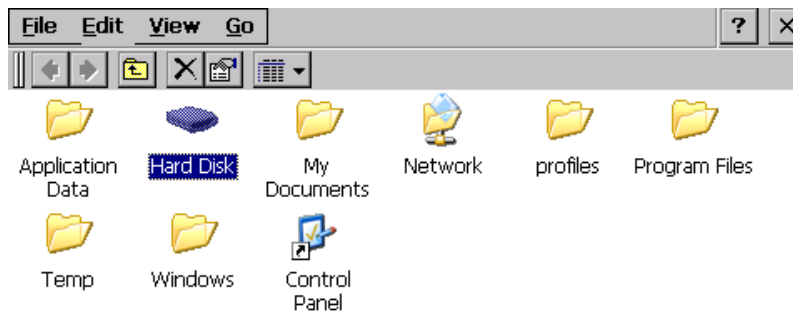 File Edit View Go ?
Application Data
Hard Disk
My Documents
Network
profiles
Program Files
Temp
Windows
Control Panel